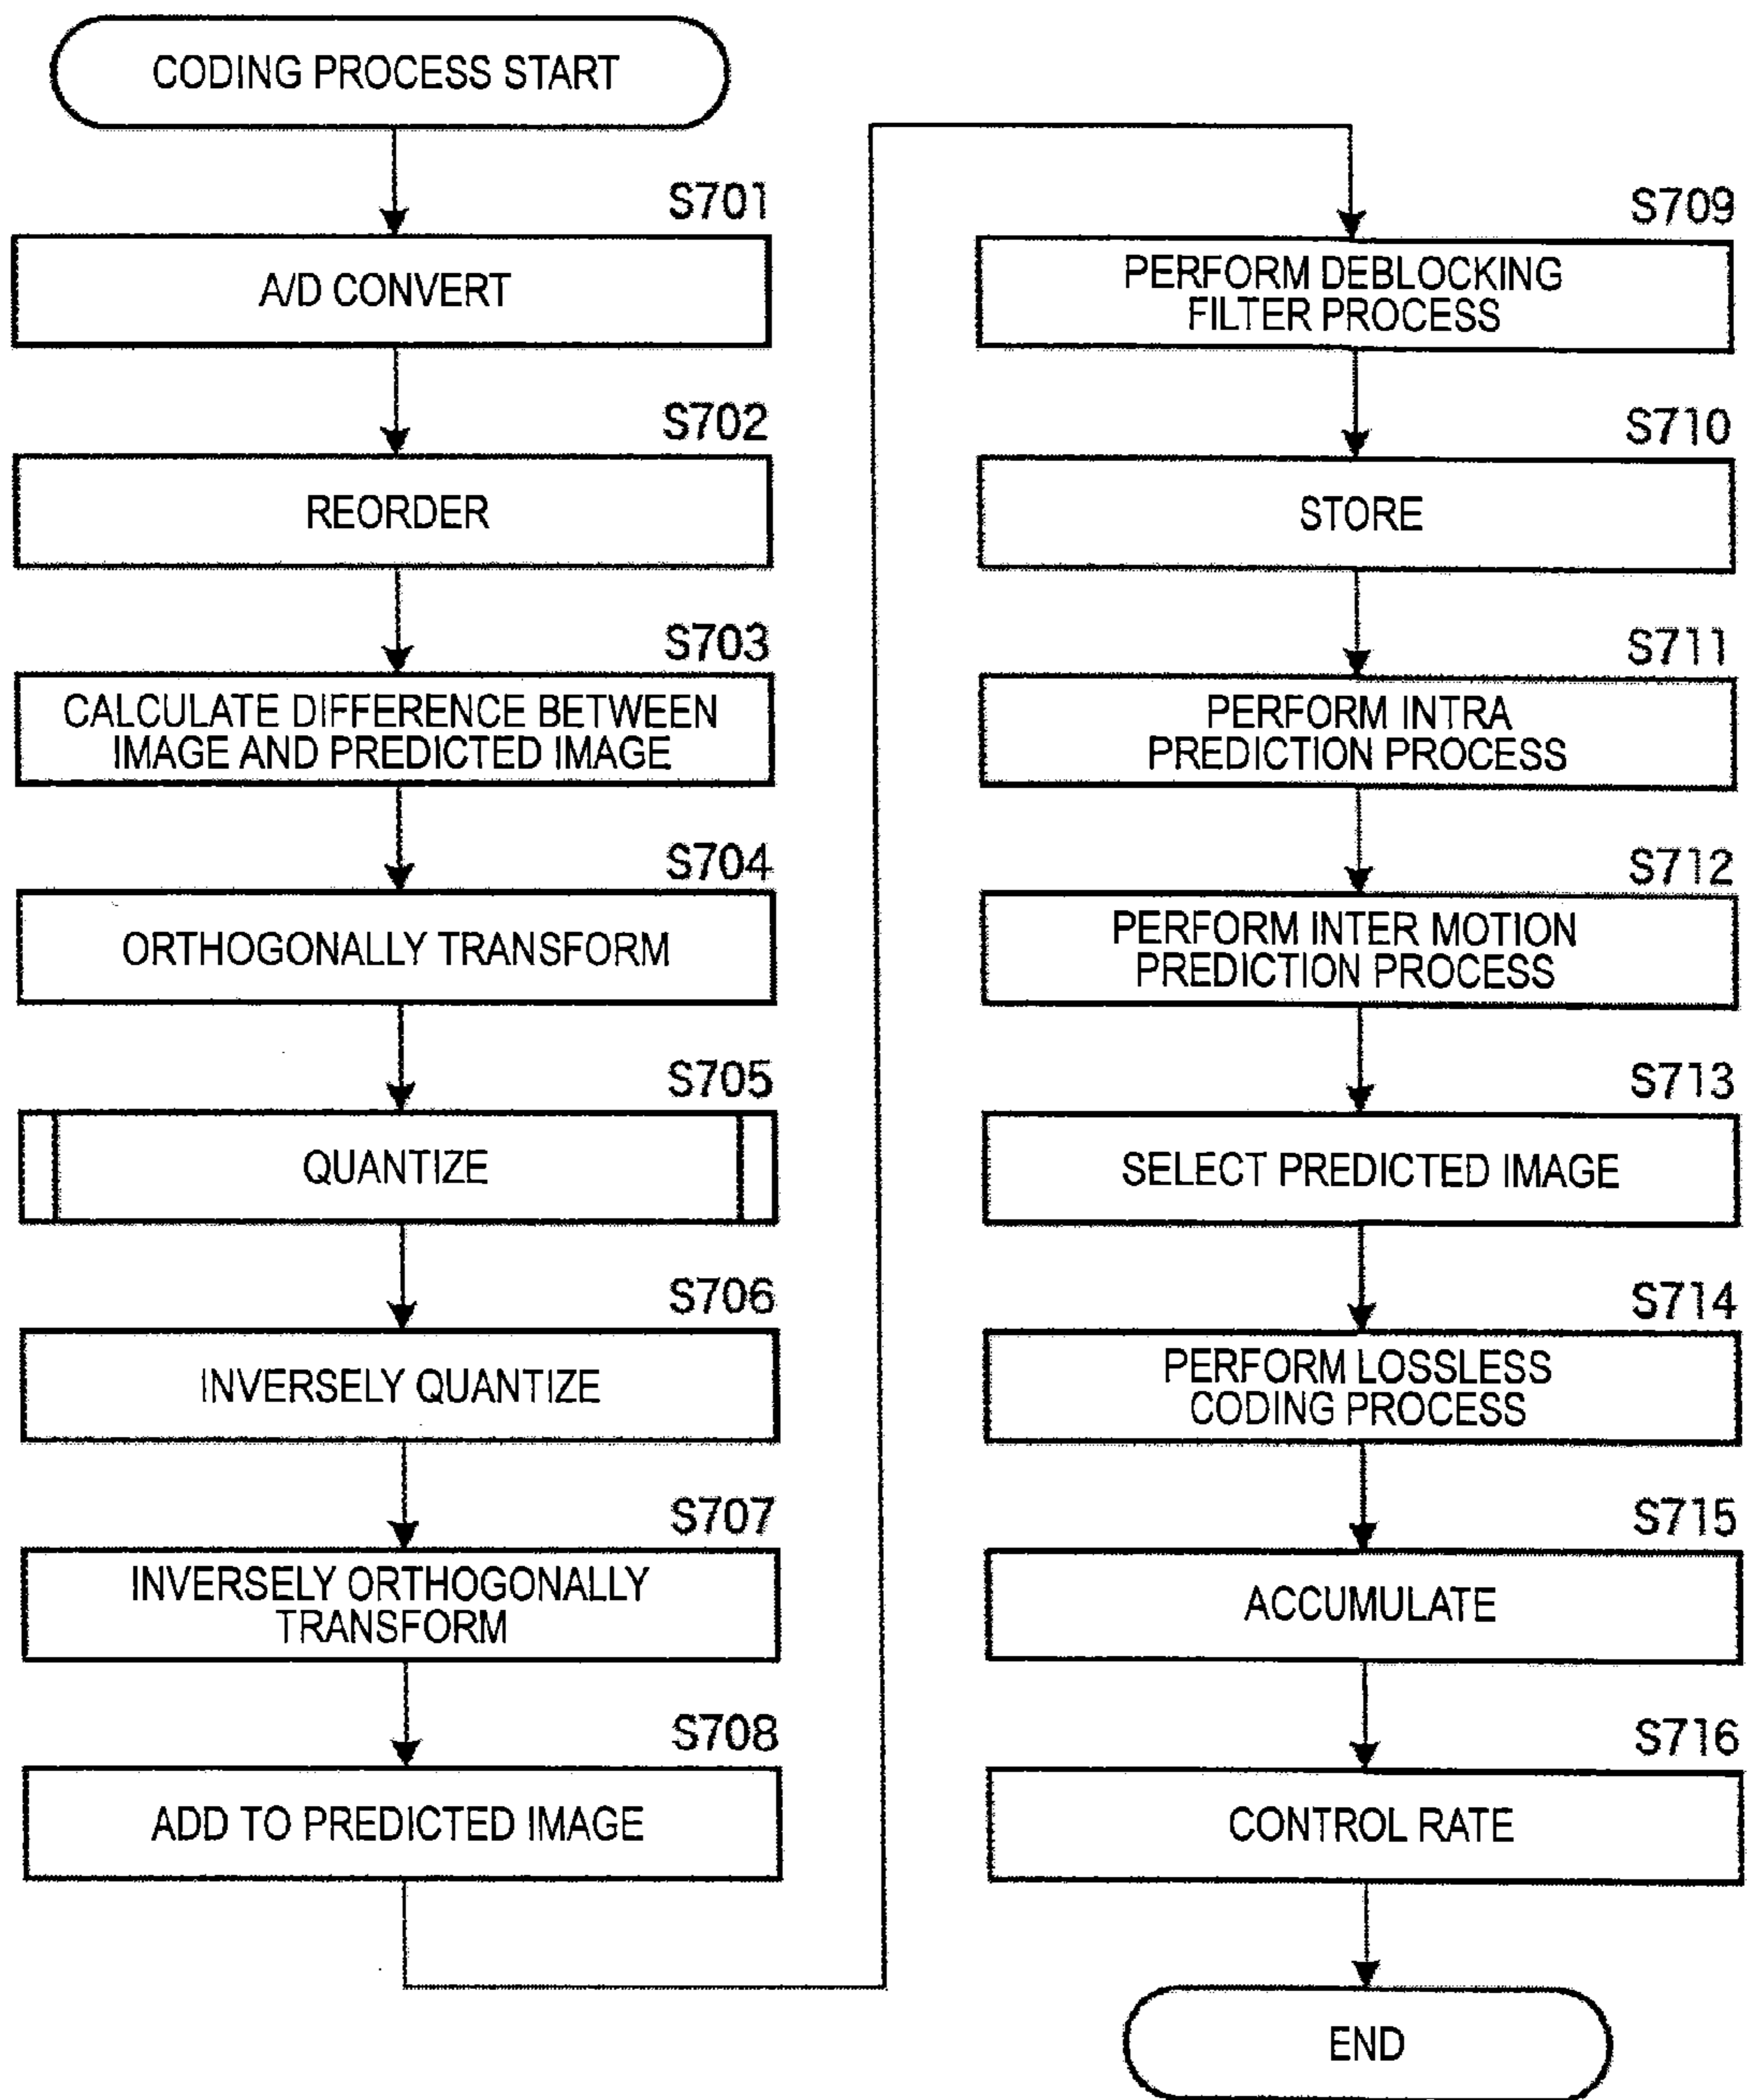 CODING PROCESS START
S701
A/D CONVERT
S702
REORDER
S703
CALCULATE DIFFERENCE BETWEEN
IMAGE AND PREDICTED IMAGE
S704
ORTHOGONALLY TRANSFORM
S705
QUANTIZE
S706
INVERSELY QUANTIZE
S707
INVERSELY ORTHOGONALLY
TRANSFORM
S708
ADD TO PREDICTED IMAGE
S709
PERFORM DEBLOCKING
FILTER PROCESS
S710
STORE
S711
PERFORM INTRA
PREDICTION PROCESS
S712
PERFORM INTER MOTION
PREDICTION PROCESS
S713
SELECT PREDICTED IMAGE
S714
PERFORM LOSSLESS
CODING PROCESS
S715
ACCUMULATE
S716
CONTROL RATE
END